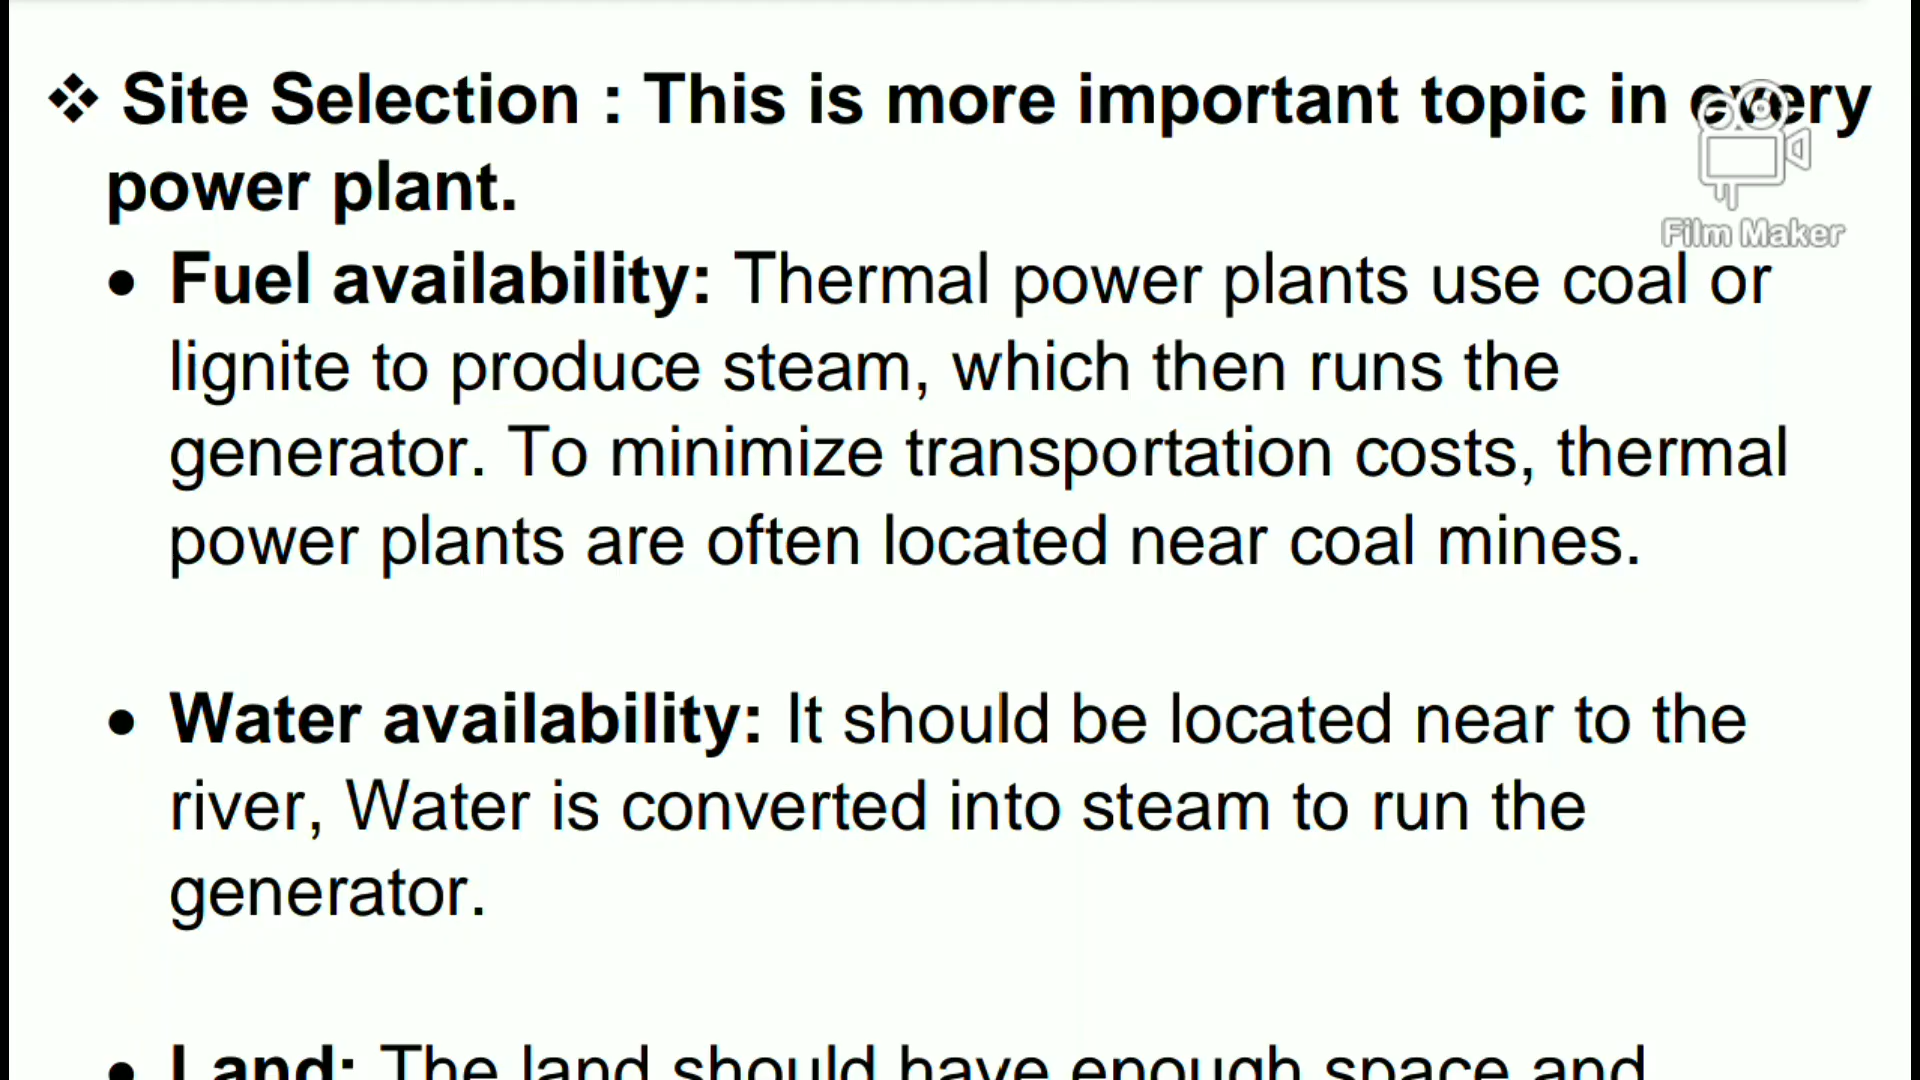 ❖ Site Selection : This is more important topic in every
power plant.
Film Maker
• Fuel availability: Thermal power plants use coal or
lignite to produce steam, which then runs the
generator. To minimize transportation costs, thermal
power plants are often located near coal mines.
• Water availability: It should be located near to the
river, Water is converted into steam to run the
generator.
• Land: The land should have enough space and